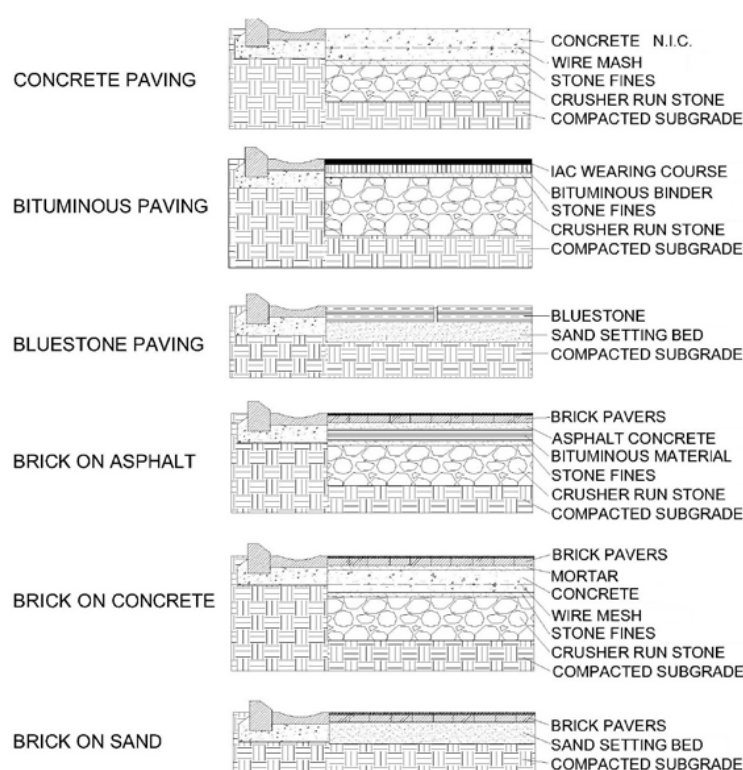 CONCRETE PAVING
CONCRETE N.I.C.
WIRE MASH
STONE FINES
CRUSHER RUN STONE
COMPACTED SUBGRADE
BITUMINOUS PAVING
IAC WEARING COURSE
BITUMINOUS BINDER
STONE FINES
CRUSHER RUN STONE
COMPACTED SUBGRADE
BLUESTONE PAVING
BLUESTONE
SAND SETTING BED
COMPACTED SUBGRADE
BRICK ON ASPHALT
BRICK PAVERS
ASPHALT CONCRETE
BITUMINOUS MATERIAL
STONE FINES
CRUSHER RUN STONE
COMPACTED SUBGRADE
BRICK ON CONCRETE
BRICK PAVERS
MORTAR
CONCRETE
WIRE MESH
STONE FINES
CRUSHER RUN STONE
COMPACTED SUBGRADE
BRICK ON SAND
BRICK PAVERS
SAND SETTING BED
COMPACTED SUBGRADE